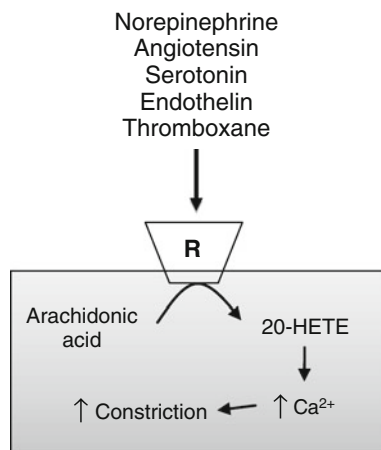 Norepinephrine
Angiotensin
Serotonin
Endothelin
Thromboxane
R
Arachidonic
acid
20-HETE
↑ Ca²⁺
↑ Constriction